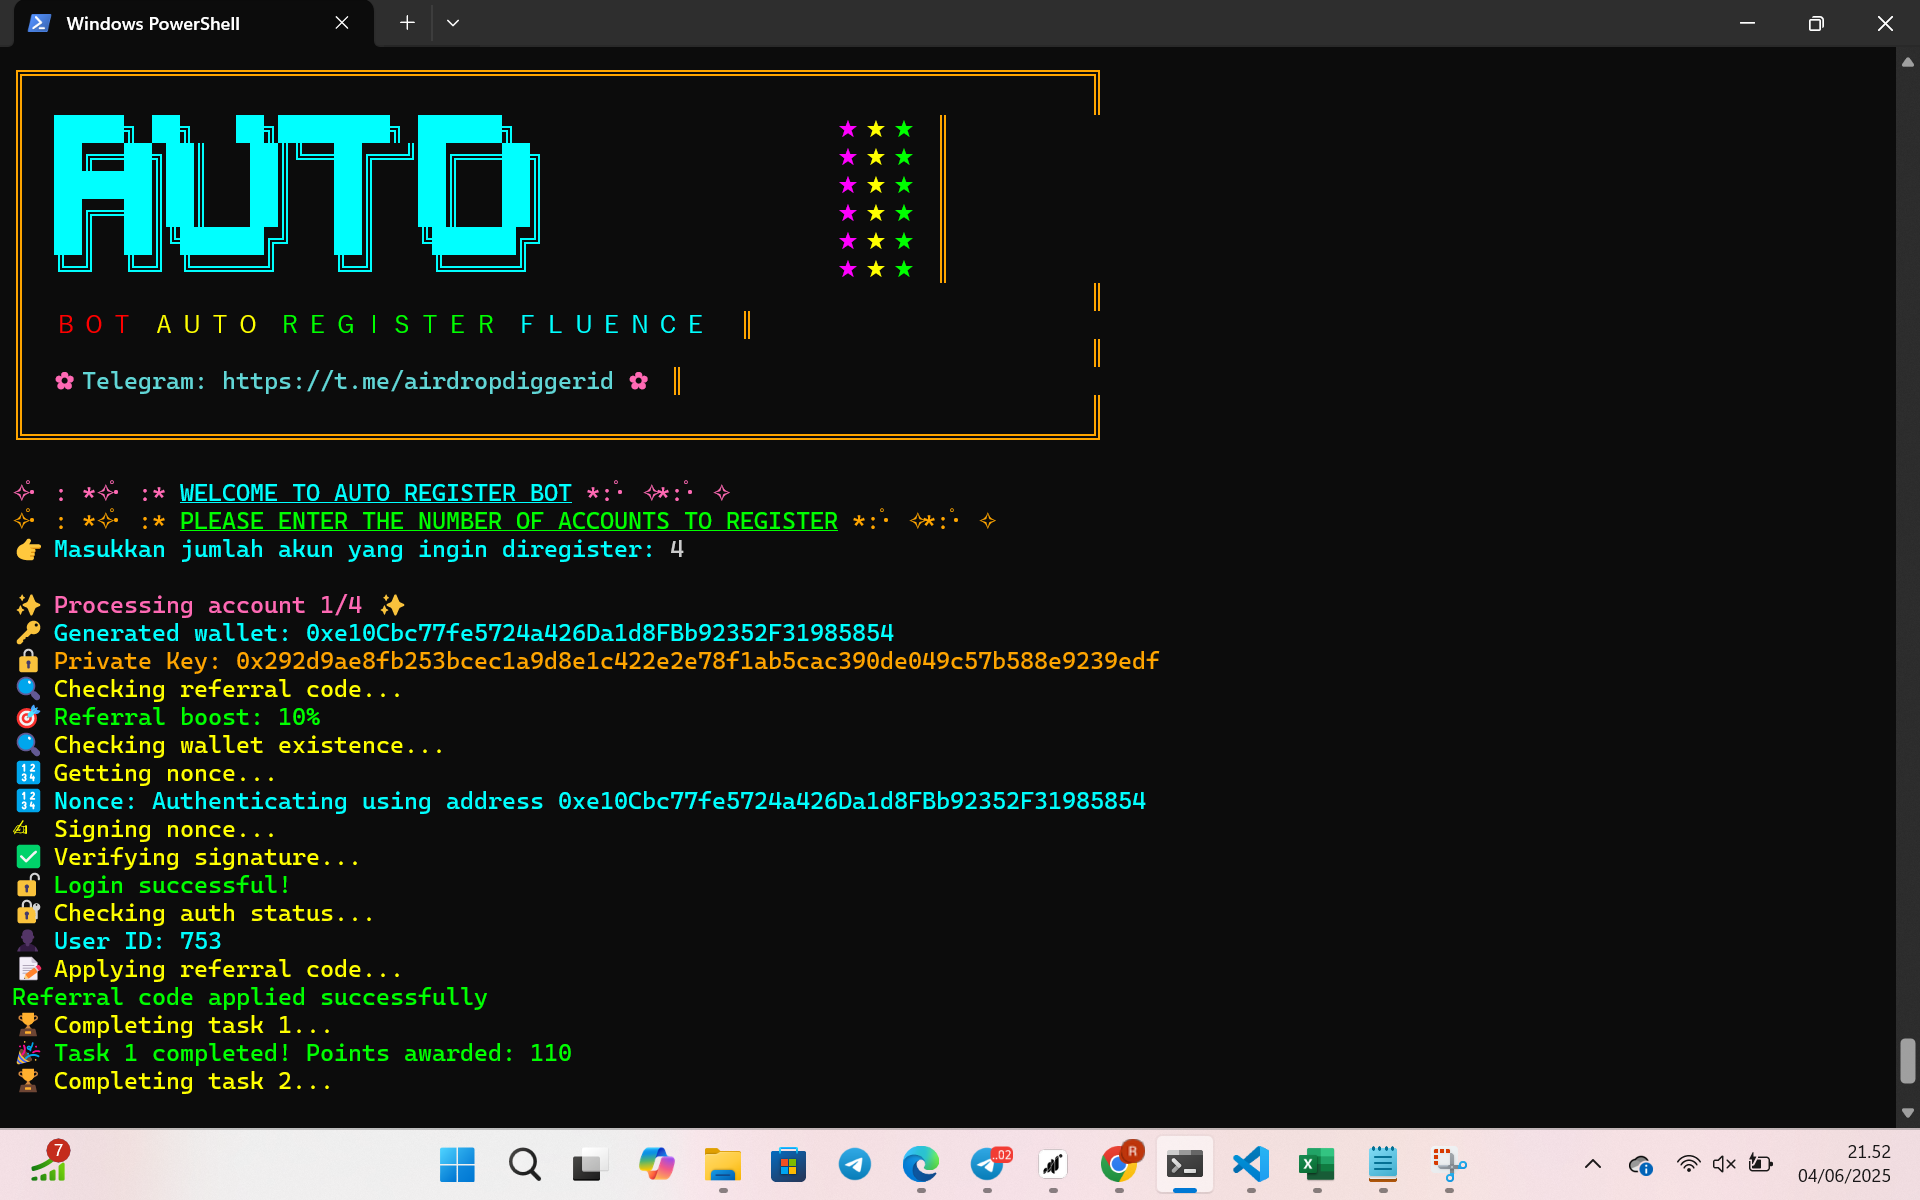 Windows PowerShell
AUTO
BOT AUTO REGISTER FLUENCE
Telegram: https://t.me/airdropdiggerid
WELCOME TO AUTO REGISTER BOT
PLEASE ENTER THE NUMBER OF ACCOUNTS TO REGISTER
Masukkan jumlah akun yang ingin diregister: 4
Processing account 1/4
Generated wallet: 0xe10Cbc77fe5724a426Da1d8FBb92352F31985854
Private Key: 0x292d9ae8fb253bcec1a9d8e1c422e2e78f1ab5cac390de049c57b588e9239edf
Checking referral code...
Referral boost: 10%
Checking wallet existence...
Getting nonce...
Nonce: Authenticating using address 0xe10Cbc77fe5724a426Da1d8FBb92352F31985854
Signing nonce...
Verifying signature...
Login successful!
Checking auth status...
User ID: 753
Applying referral code...
Referral code applied successfully
Completing task 1...
Task 1 completed! Points awarded: 110
Completing task 2...
7
.02
R
21.52
04/06/2025